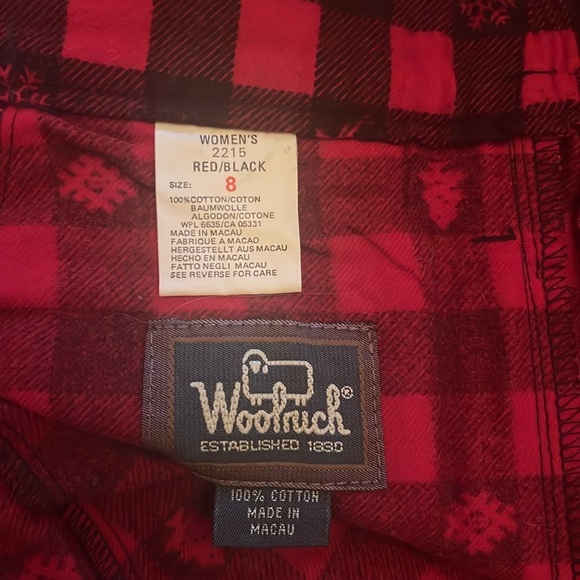 WOMEN'S
2215
RED/BLACK
SIZE: 8
100%COTTON/COTON
BAUMWOLLE
ALGODON/COTONE
WPL 6635/CA 05331
MADE IN MACAU
FABRIQUE A MACAO
HERGESTELLT AUS MACAU
HECHO EN MACAU
FATTO NEGLI MACAU
SEE REVERSE FOR CARE
Woolrich®
ESTABLISHED 1830
100% COTTON
MADE IN
MACAU